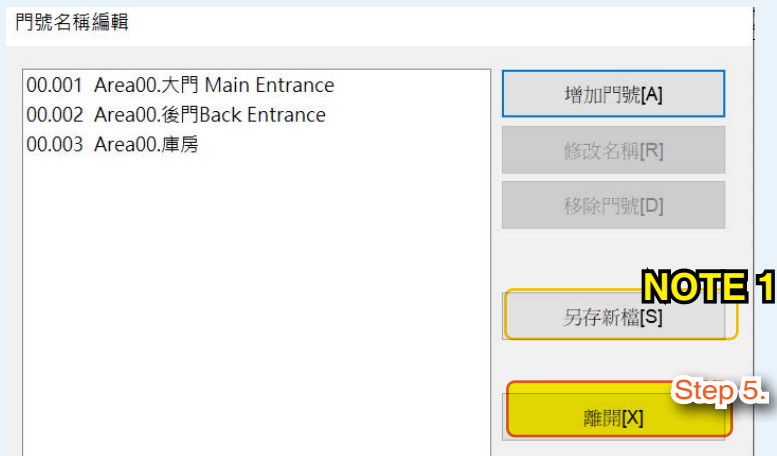 門號名稱編輯
00.001 Area00.大門 Main Entrance
00.002 Area00.後門Back Entrance
00.003 Area00.庫房
增加門號[A]
修改名稱[R]
移除門號[D]
NOTE 1
另存新檔[S]
Step 5.
離開[X]